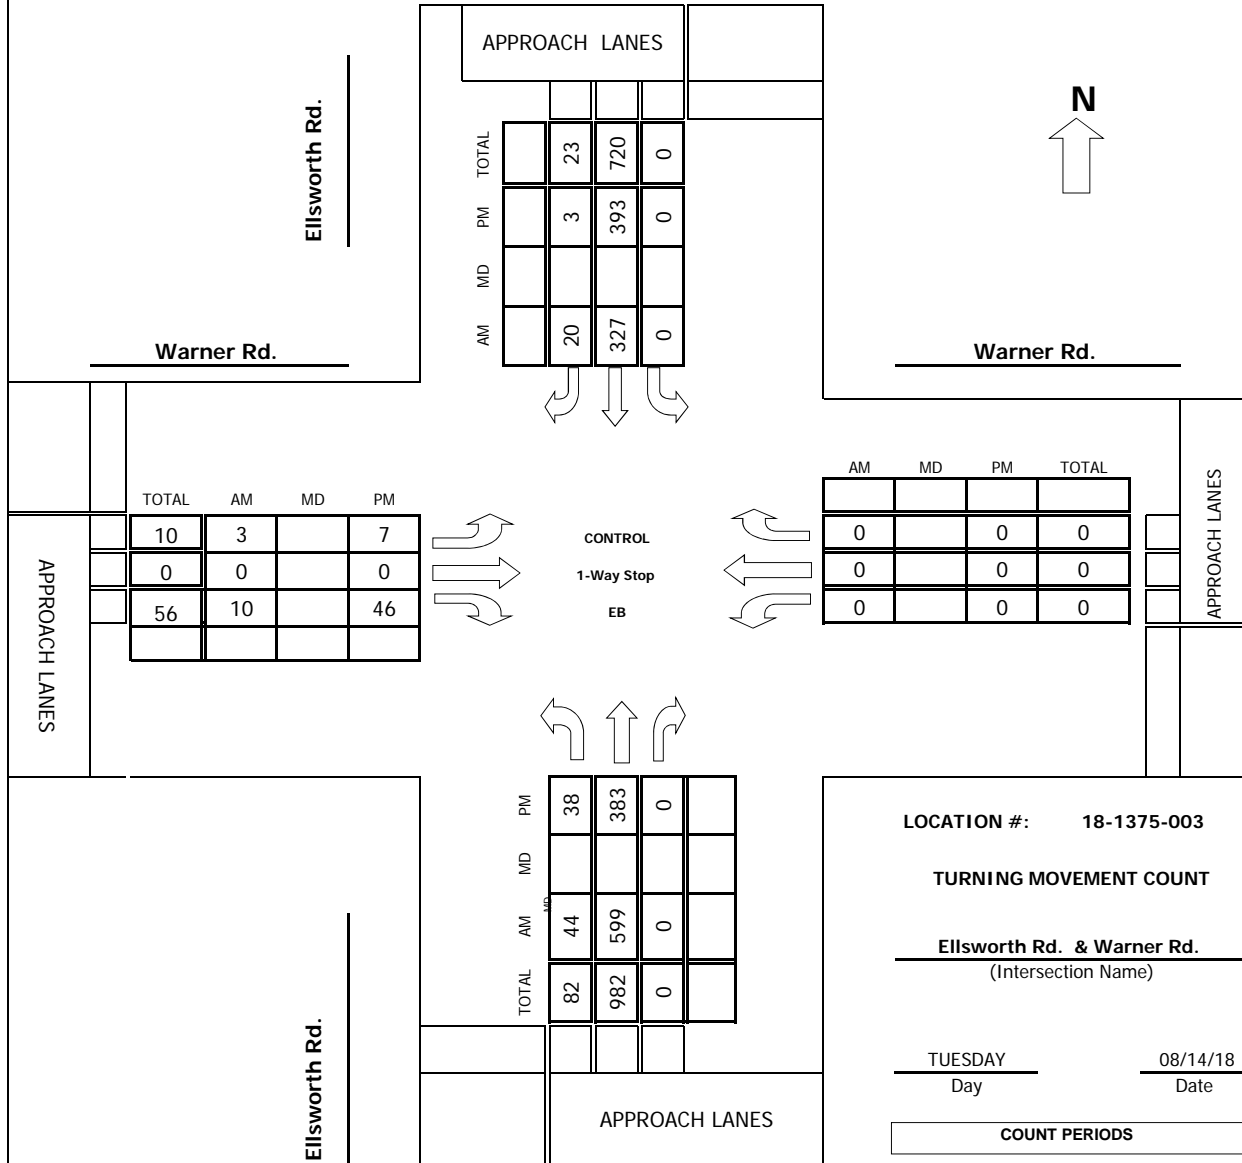 APPROACH LANES
Ellsworth Rd.
N
TOTAL 23 720 0
PM 3 393 0
MD
AM 20 327 0
Warner Rd.
Warner Rd.
TOTAL AM MD PM
10 3 7
0 0 0
56 10 46
APPROACH LANES
CONTROL
1-Way Stop
EB
AM MD PM TOTAL
0 0 0
0 0 0
0 0 0
APPROACH LANES
PM 38 383 0
MD
MD
AM 44 599 0
TOTAL 82 982 0
Ellsworth Rd.
APPROACH LANES
LOCATION #: 18-1375-003
TURNING MOVEMENT COUNT
Ellsworth Rd. & Warner Rd.
(Intersection Name)
TUESDAY 08/14/18
Day Date
COUNT PERIODS